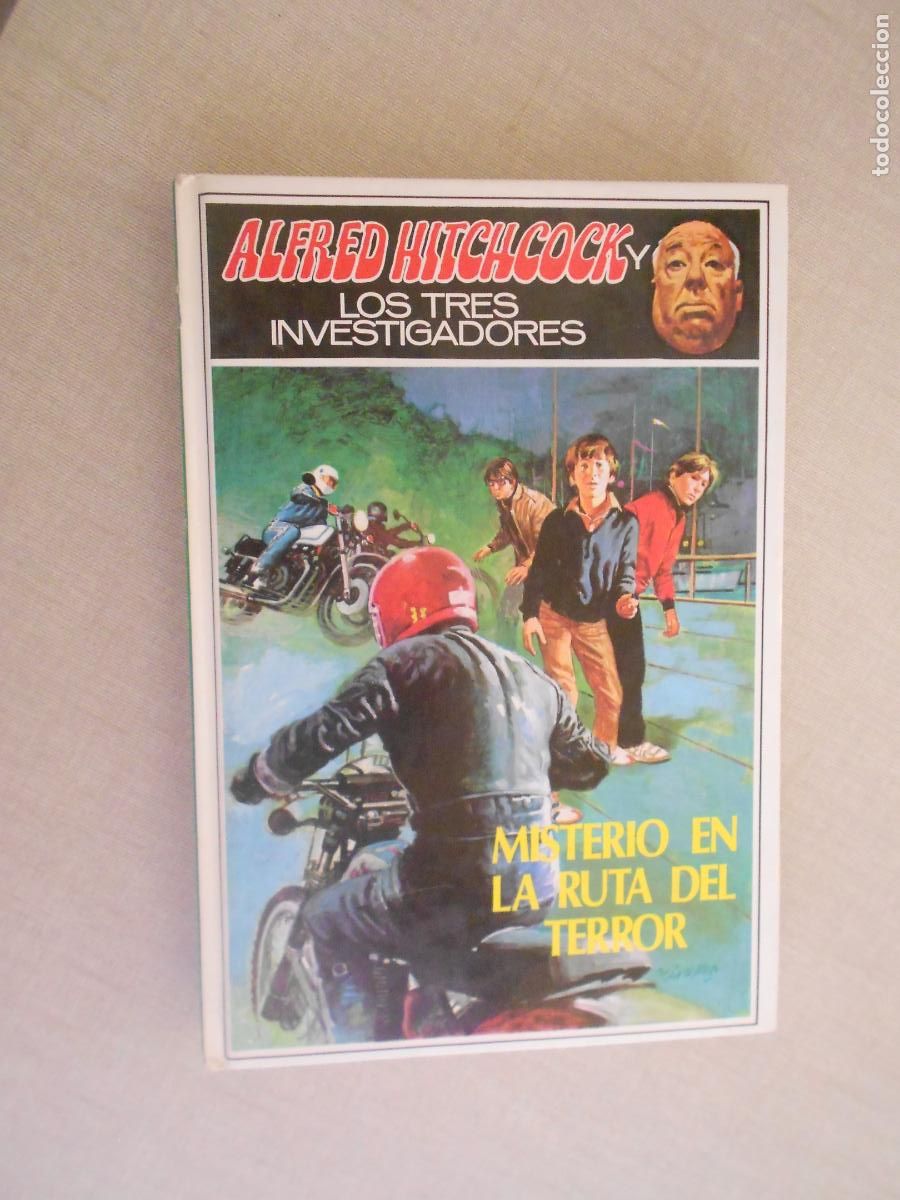 todocoleccion
ALFRED HITCHCOCK Y
LOS TRES
INVESTIGADORES
MISTERIO EN
LA RUTA DEL
TERROR